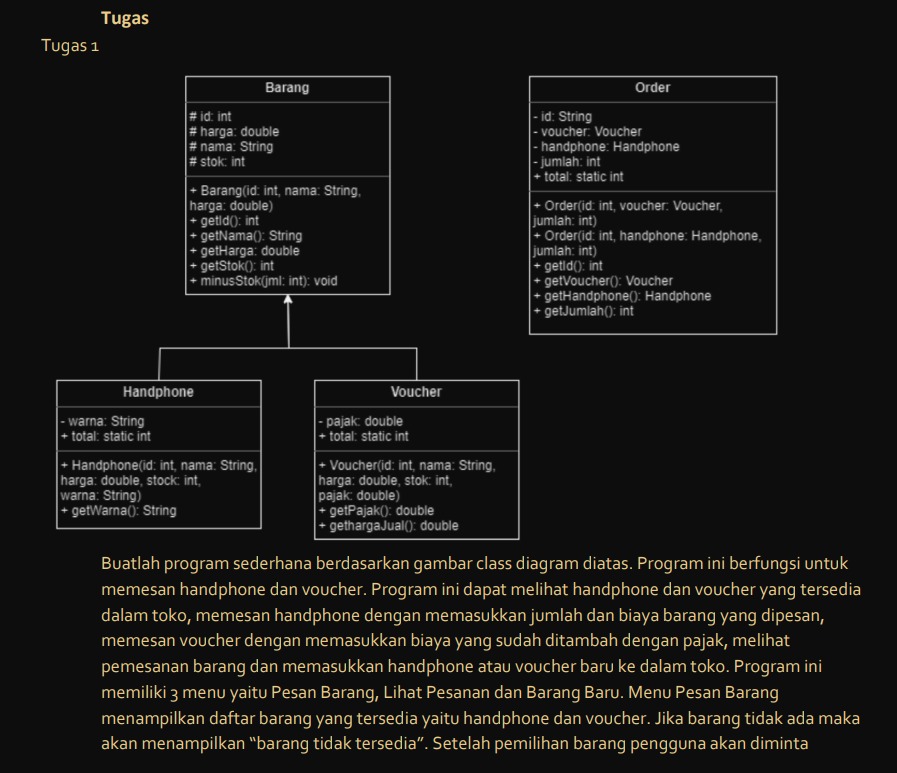 Tugas
Tugas 1
Barang
# id: int
# harga: double
# nama: String
# stok: int
+ Barang(id: int, nama: String,
harga: double)
+ getId(): int
+ getNama(): String
+ getHarga: double
+ getStok(): int
+ minusStok(jml: int): void
Order
- id: String
- voucher: Voucher
- handphone: Handphone
- jumlah: int
+ total: static int
+ Order(id: int, voucher: Voucher,
jumlah: int)
+ Order(id: int, handphone: Handphone,
jumlah: int)
+ getId(): int
+ getVoucher(): Voucher
+ getHandphone(): Handphone
+ getJumlah(): int
Handphone
- warna: String
+ total: static int
+ Handphone(id: int, nama: String,
harga: double, stock: int,
warna: String)
+ getWarna(): String
Voucher
- pajak: double
+ total: static int
+ Voucher(id: int, nama: String,
harga: double, stok: int,
pajak: double)
+ getPajak(): double
+ gethargaJual(): double
Buatlah program sederhana berdasarkan gambar class diagram diatas. Program ini berfungsi untuk
memesan handphone dan voucher. Program ini dapat melihat handphone dan voucher yang tersedia
dalam toko, memesan handphone dengan memasukkan jumlah dan biaya barang yang dipesan,
memesan voucher dengan memasukkan biaya yang sudah ditambah dengan pajak, melihat
pemesanan barang dan memasukkan handphone atau voucher baru ke dalam toko. Program ini
memiliki 3 menu yaitu Pesan Barang, Lihat Pesanan dan Barang Baru. Menu Pesan Barang
menampilkan daftar barang yang tersedia yaitu handphone dan voucher. Jika barang tidak ada maka
akan menampilkan “barang tidak tersedia”. Setelah pemilihan barang pengguna akan diminta